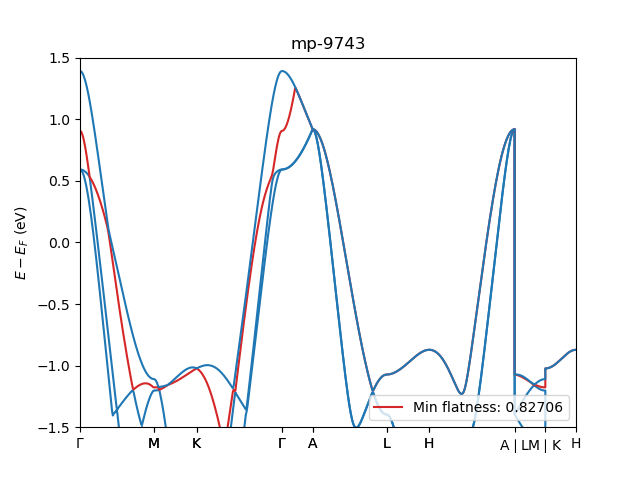 mp-9743
1.5
1.0
0.5
0.0
−0.5
−1.0
−1.5
E − E_F (eV)
Min flatness: 0.82706
Γ M K Γ A L H A | LM | K H